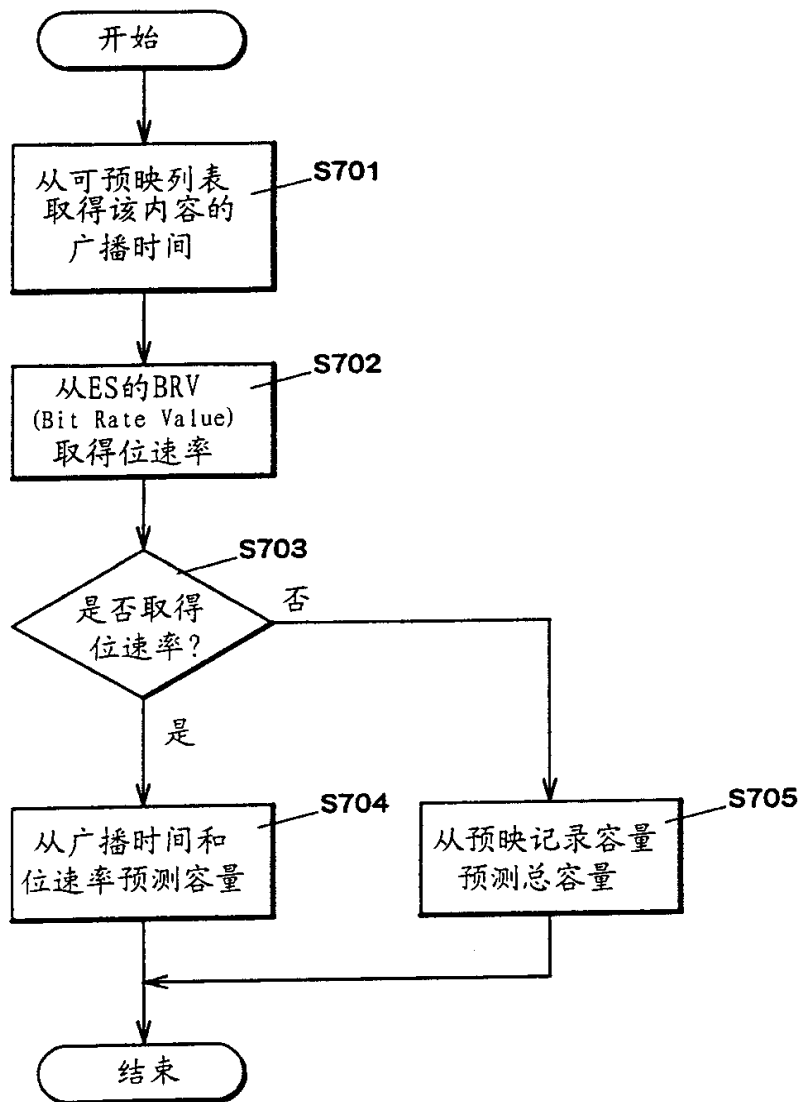 开始
S701
从可预映列表
取得该内容的
广播时间
S702
从ES的BRV
(Bit Rate Value)
取得位速率
S703
是否取得
位速率?
否
是
S704
从广播时间和
位速率预测容量
S705
从预映记录容量
预测总容量
结束